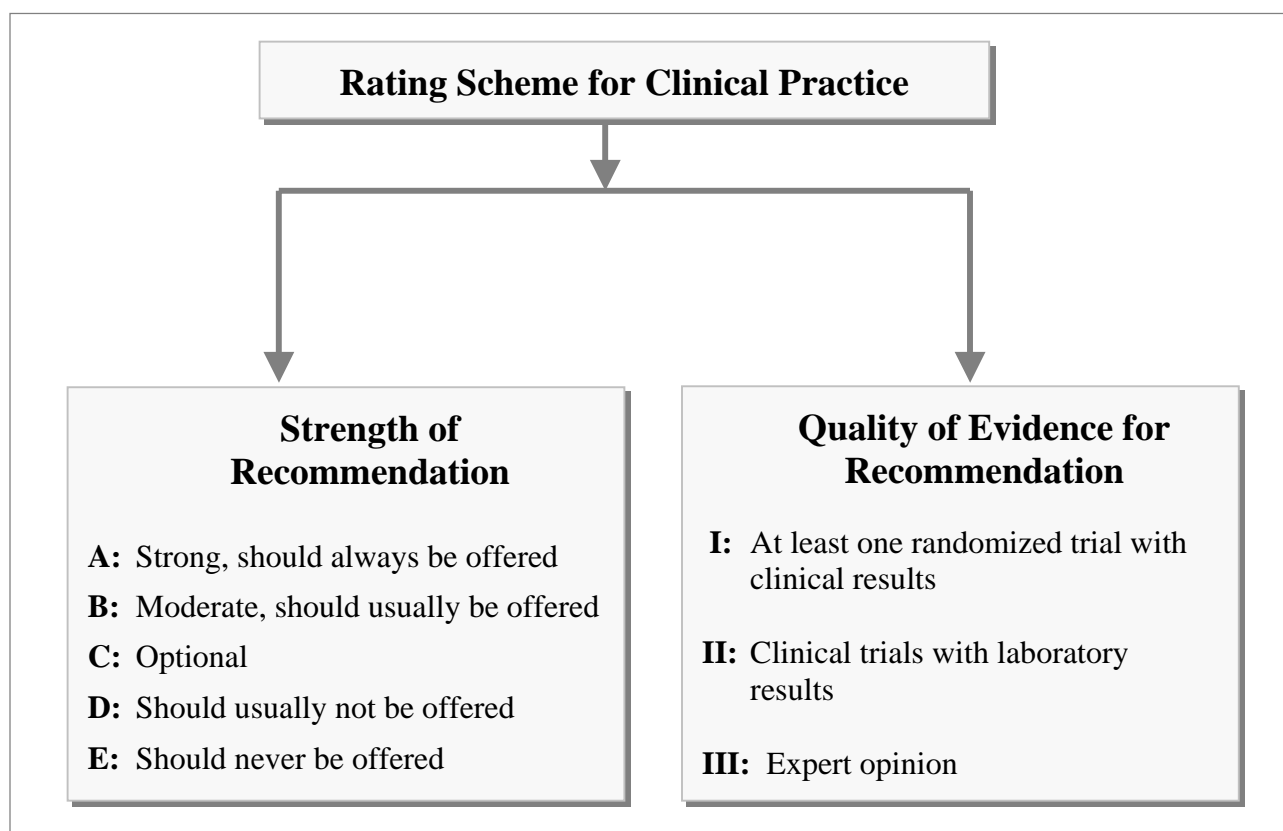 Rating Scheme for Clinical Practice
Strength of
Recommendation
A: Strong, should always be offered
B: Moderate, should usually be offered
C: Optional
D: Should usually not be offered
E: Should never be offered
Quality of Evidence for
Recommendation
I: At least one randomized trial with
clinical results
II: Clinical trials with laboratory
results
III: Expert opinion